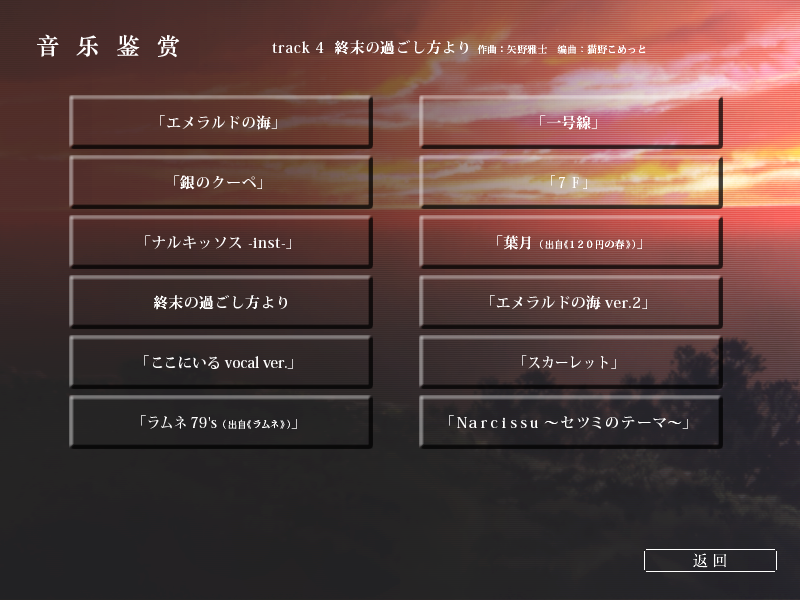 音乐鉴赏
track 4 終末の過ごし方より 作曲：矢野雅士 編曲：猫野こめっと
「エメラルドの海」
「一号線」
「銀のクーペ」
「７Ｆ」
「ナルキッソス -inst-」
「葉月（出自《１２０円の春》）」
終末の過ごし方より
「エメラルドの海 ver.2」
「ここにいる vocal ver.」
「スカーレット」
「ラムネ 79's（出自《ラムネ》）」
「Narcissu ～セツミのテーマ～」
返回